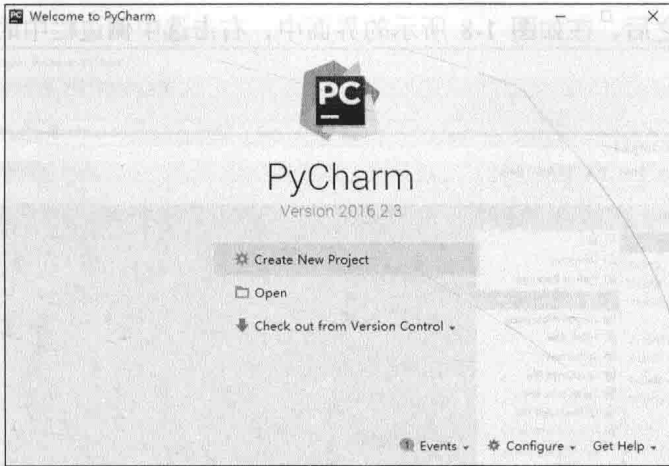 Welcome to PyCharm
PC
PyCharm
Version 2016.2.3
Create New Project
Open
Check out from Version Control
1 Events
Configure
Get Help